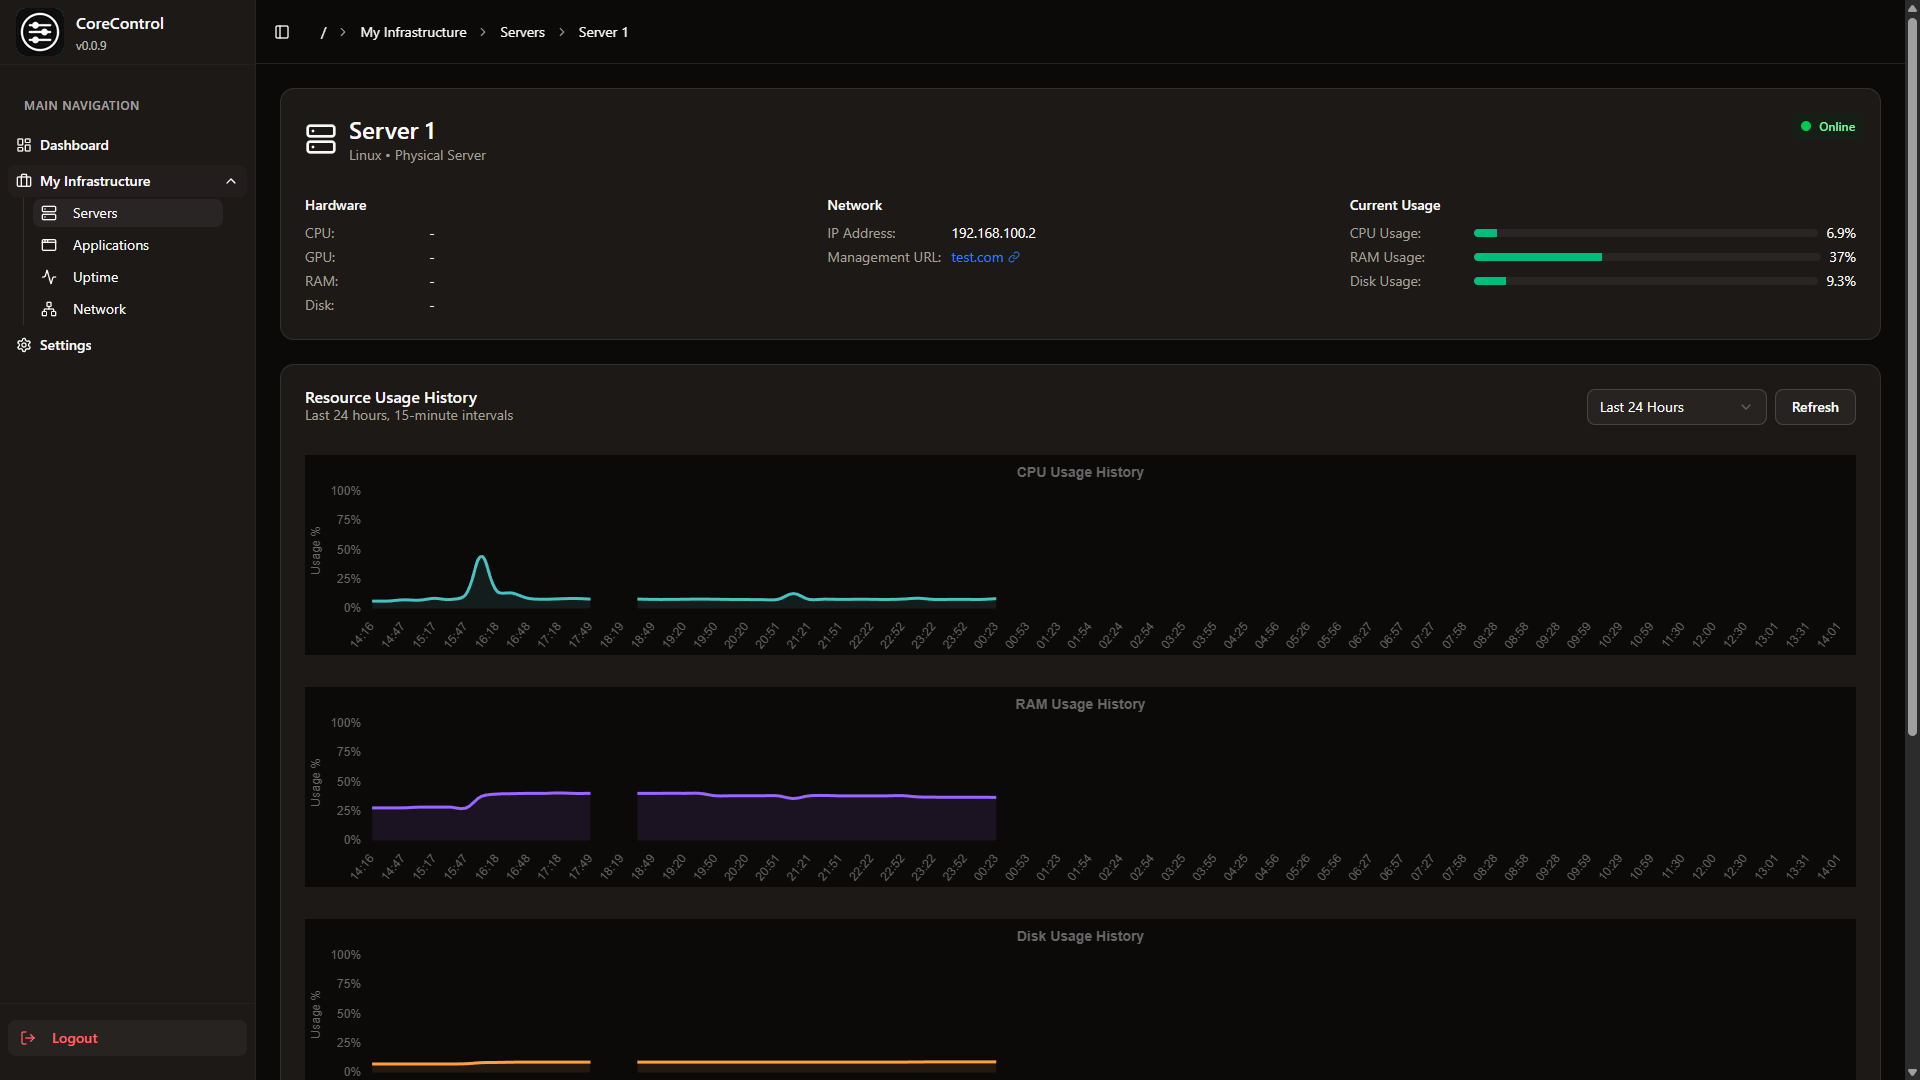 CoreControl
v0.0.9
/ > My Infrastructure > Servers > Server 1
MAIN NAVIGATION
Dashboard
My Infrastructure
Servers
Applications
Uptime
Network
Settings
Logout
Server 1
Linux • Physical Server
Online
Hardware
CPU: -
GPU: -
RAM: -
Disk: -
Network
IP Address: 192.168.100.2
Management URL: test.com
Current Usage
CPU Usage: 6.9%
RAM Usage: 37%
Disk Usage: 9.3%
Resource Usage History
Last 24 hours, 15-minute intervals
Last 24 Hours
Refresh
CPU Usage History
Usage %
100%
75%
50%
25%
0%
14:16 14:47 15:17 15:47 16:18 16:48 17:18 17:49 18:19 18:49 19:20 19:50 20:20 20:51 21:21 21:51 22:22 22:52 23:22 23:52 00:23 00:53 01:23 01:54 02:24 02:54 03:25 03:55 04:25 04:56 05:26 05:56 06:27 06:57 07:27 07:58 08:28 08:58 09:28 09:59 10:29 10:59 11:30 12:00 12:30 13:01 13:31 14:01
RAM Usage History
Usage %
100%
75%
50%
25%
0%
14:16 14:47 15:17 15:47 16:18 16:48 17:18 17:49 18:19 18:49 19:20 19:50 20:20 20:51 21:21 21:51 22:22 22:52 23:22 23:52 00:23 00:53 01:23 01:54 02:24 02:54 03:25 03:55 04:25 04:56 05:26 05:56 06:27 06:57 07:27 07:58 08:28 08:58 09:28 09:59 10:29 10:59 11:30 12:00 12:30 13:01 13:31 14:01
Disk Usage History
Usage %
100%
75%
50%
25%
0%